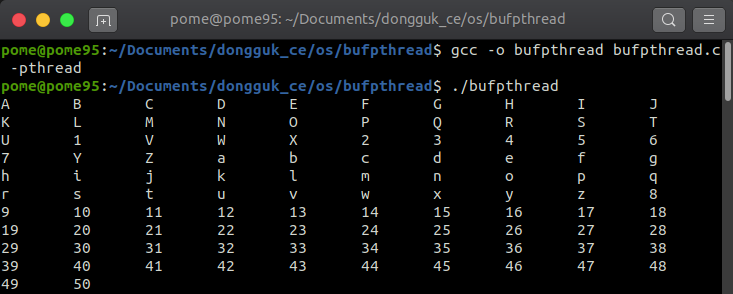 pome@pome95: ~/Documents/dongguk_ce/os/bufpthread
pome@pome95:~/Documents/dongguk_ce/os/bufpthread$ gcc -o bufpthread bufpthread.c
 -pthread
pome@pome95:~/Documents/dongguk_ce/os/bufpthread$ ./bufpthread
A B C D E F G H I J
K L M N O P Q R S T
U 1 V W X 2 3 4 5 6
7 Y Z a b c d e f g
h i j k l m n o p q
r s t u v w x y z 8
9 10 11 12 13 14 15 16 17 18
19 20 21 22 23 24 25 26 27 28
29 30 31 32 33 34 35 36 37 38
39 40 41 42 43 44 45 46 47 48
49 50